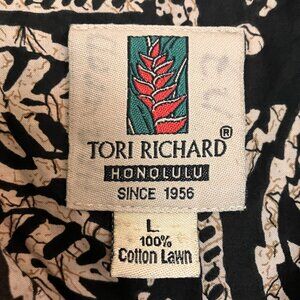 TORI RICHARD®
HONOLULU
SINCE 1956
L
100%
Cotton Lawn